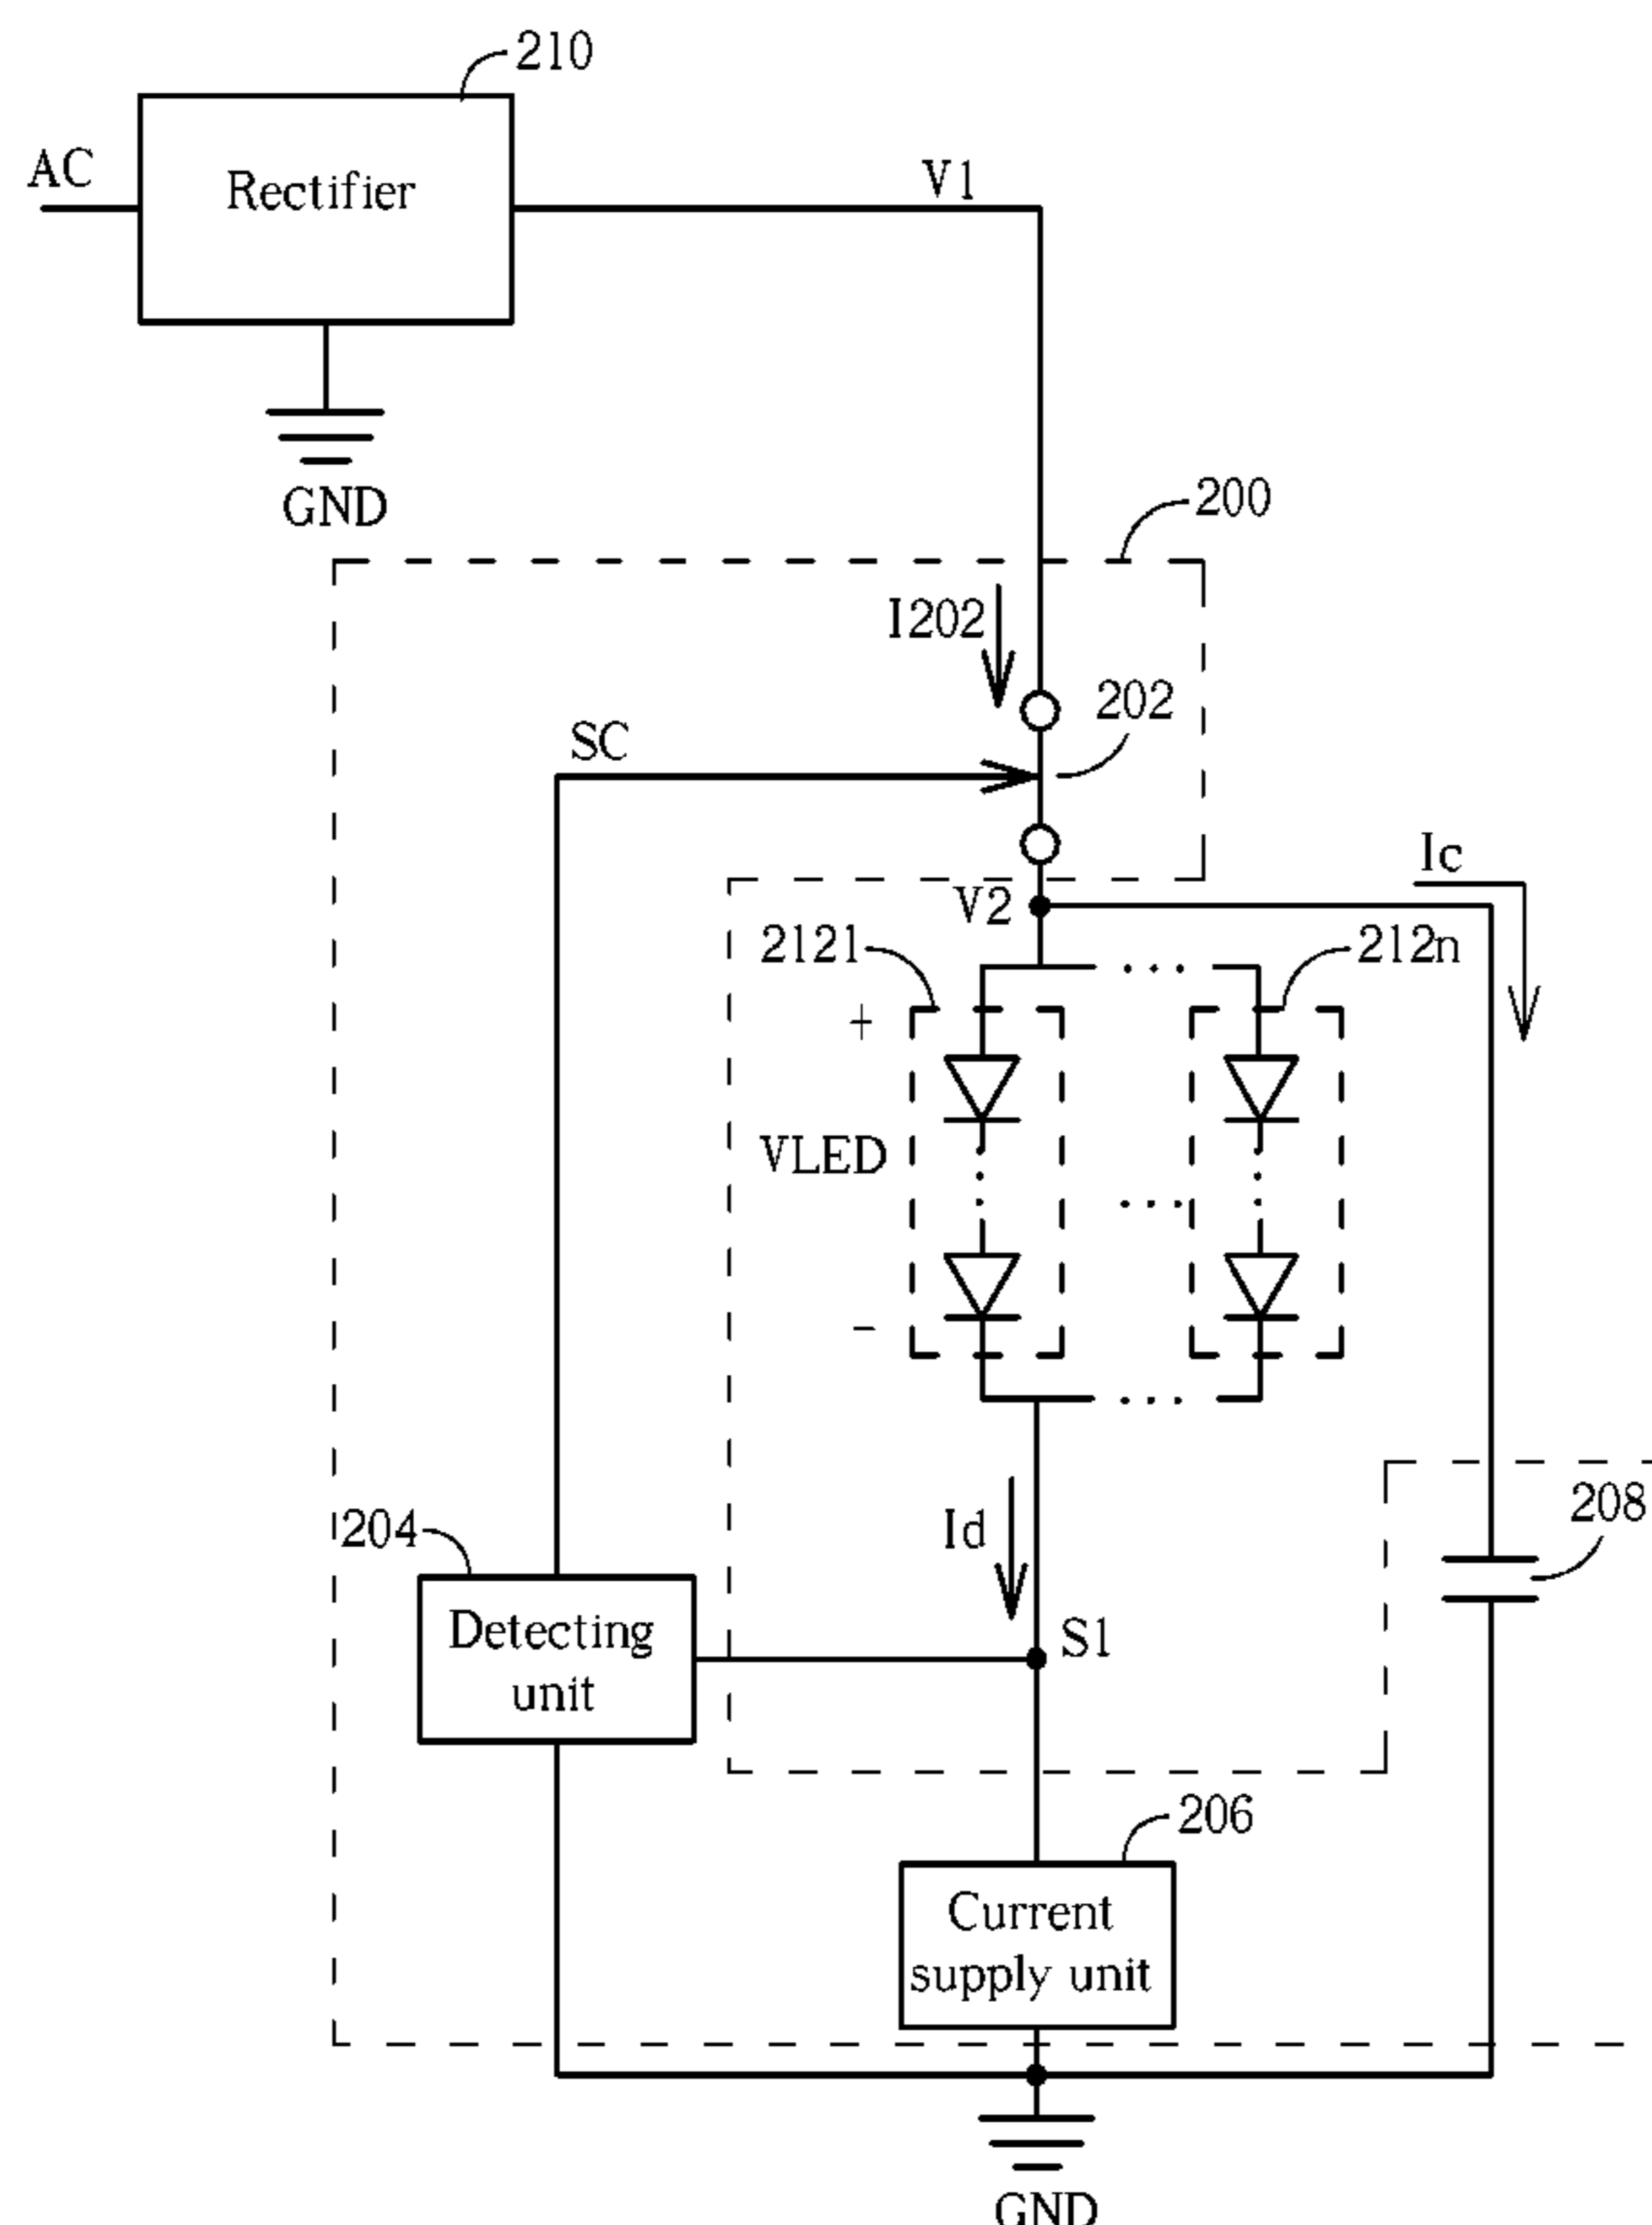 210
AC
Rectifier
V1
GND
200
I202
202
SC
Ic
V2
2121
212n
+
VLED
−
208
204
Id
Detecting
unit
S1
206
Current
supply unit
GND